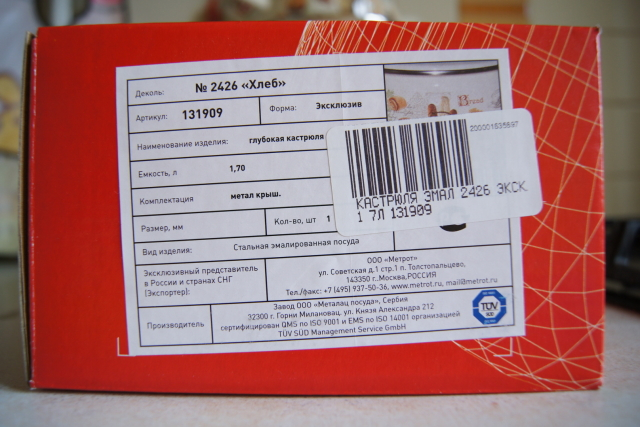 Деколь: № 2426 «Хлеб»
Артикул: 131909 Форма: Эксклюзив
Наименование изделия: глубокая кастрюля
Емкость, л 1,70
Комплектация метал крыш.
Размер, мм Кол-во, шт 1
Вид изделия: Стальная эмалированная посуда
Эксклюзивный представитель
в России и странах СНГ
(Экспортер):
ООО «Метрот»
ул. Советская д.1 стр.1 п. Толстопальцево,
143350 г.Москва,РОССИЯ
Тел./факс: +7 (495) 937-50-36, www.metrot.ru, mail@metrot.ru
Производитель
Завод ООО «Металац посуда», Сербия
32300 г. Горни Милановац, ул. Князя Александра 212
сертифицирован QMS по ISO 9001 и EMS по ISO 14001 организацией
TÜV SÜD Management Service GmbH
TÜV
SÜD
Bread
200001635597
КАСТРЮЛЯ ЭМАЛ 2426 ЭКСК.
1 7Л 131909